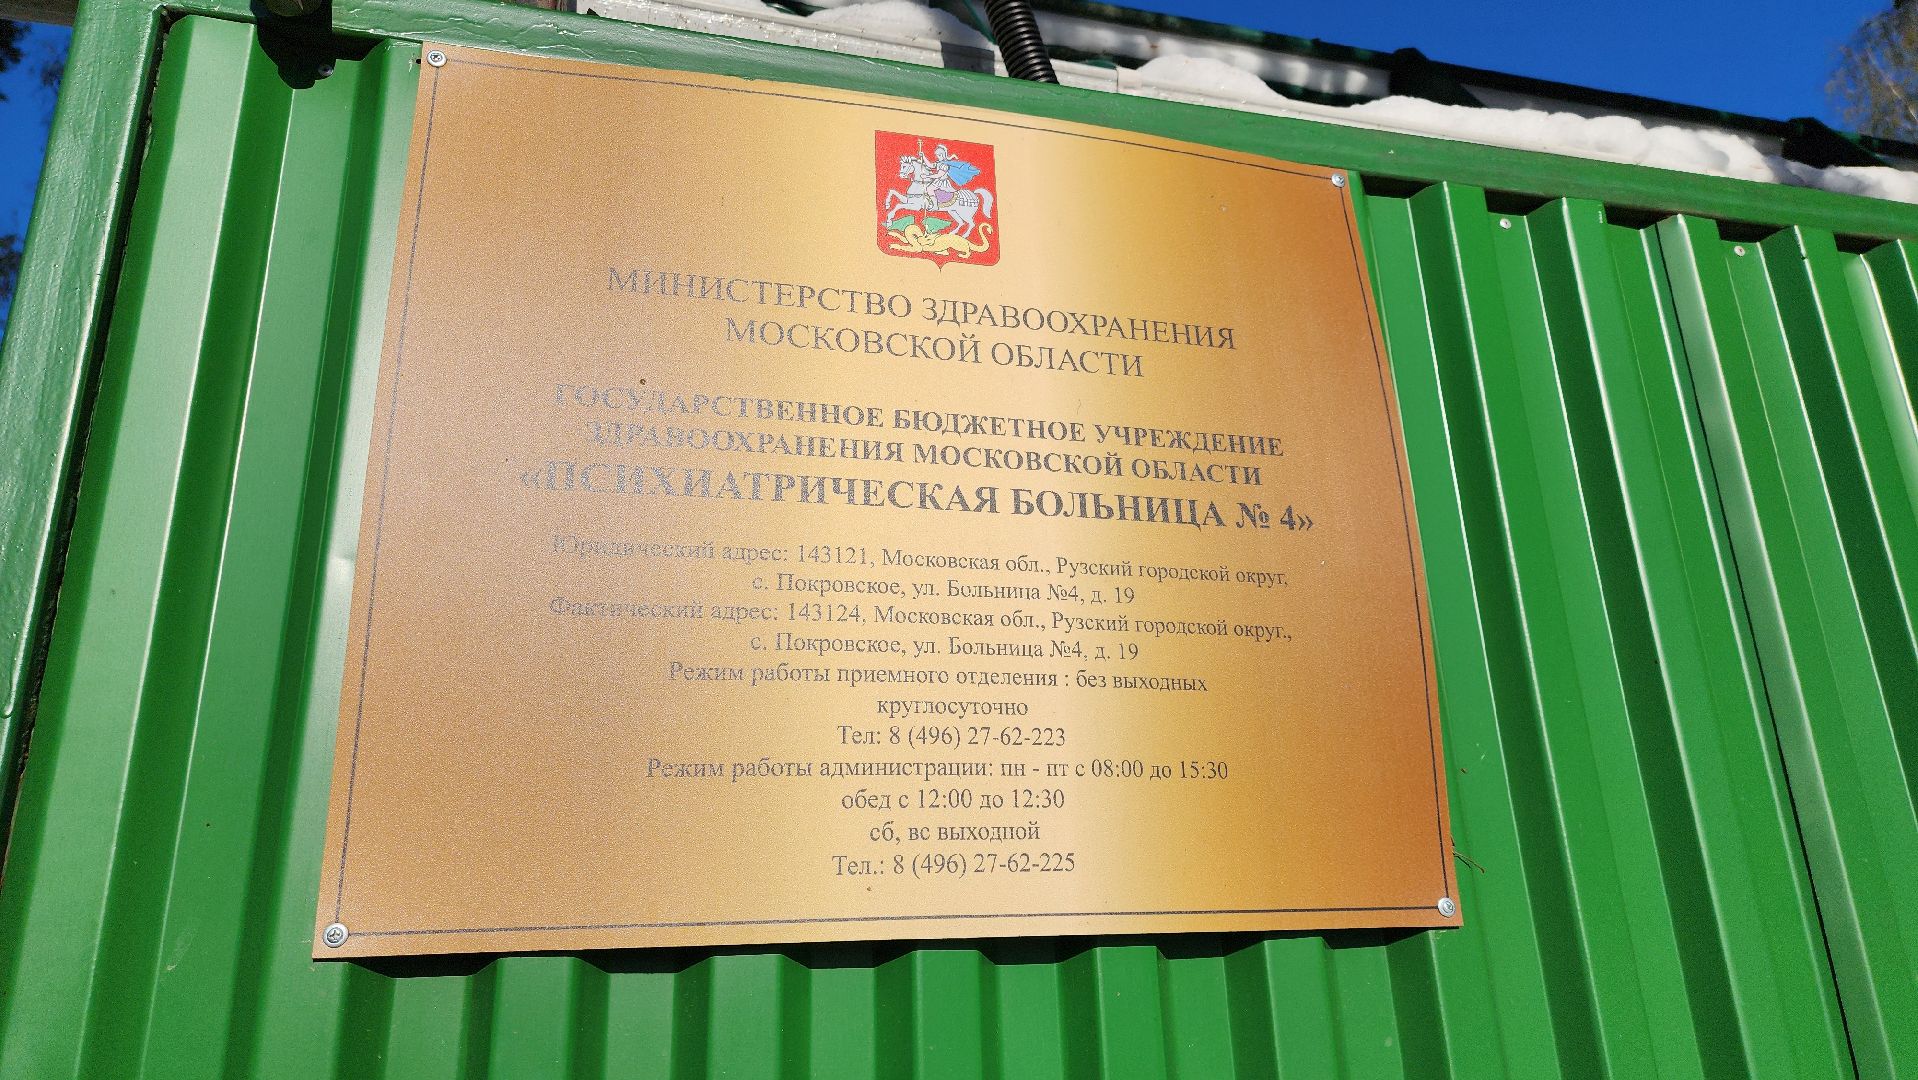 МИНИСТЕРСТВО ЗДРАВООХРАНЕНИЯ
МОСКОВСКОЙ ОБЛАСТИ
ГОСУДАРСТВЕННОЕ БЮДЖЕТНОЕ УЧРЕЖДЕНИЕ
ЗДРАВООХРАНЕНИЯ МОСКОВСКОЙ ОБЛАСТИ
«ПСИХИАТРИЧЕСКАЯ БОЛЬНИЦА № 4»
Юридический адрес: 143121, Московская обл., Рузский городской округ,
с. Покровское, ул. Больница №4, д. 19
Фактический адрес: 143124, Московская обл., Рузский городской округ.,
с. Покровское, ул. Больница №4, д. 19
Режим работы приемного отделения : без выходных
круглосуточно
Тел: 8 (496) 27-62-223
Режим работы администрации: пн - пт с 08:00 до 15:30
обед с 12:00 до 12:30
сб, вс выходной
Тел.: 8 (496) 27-62-225